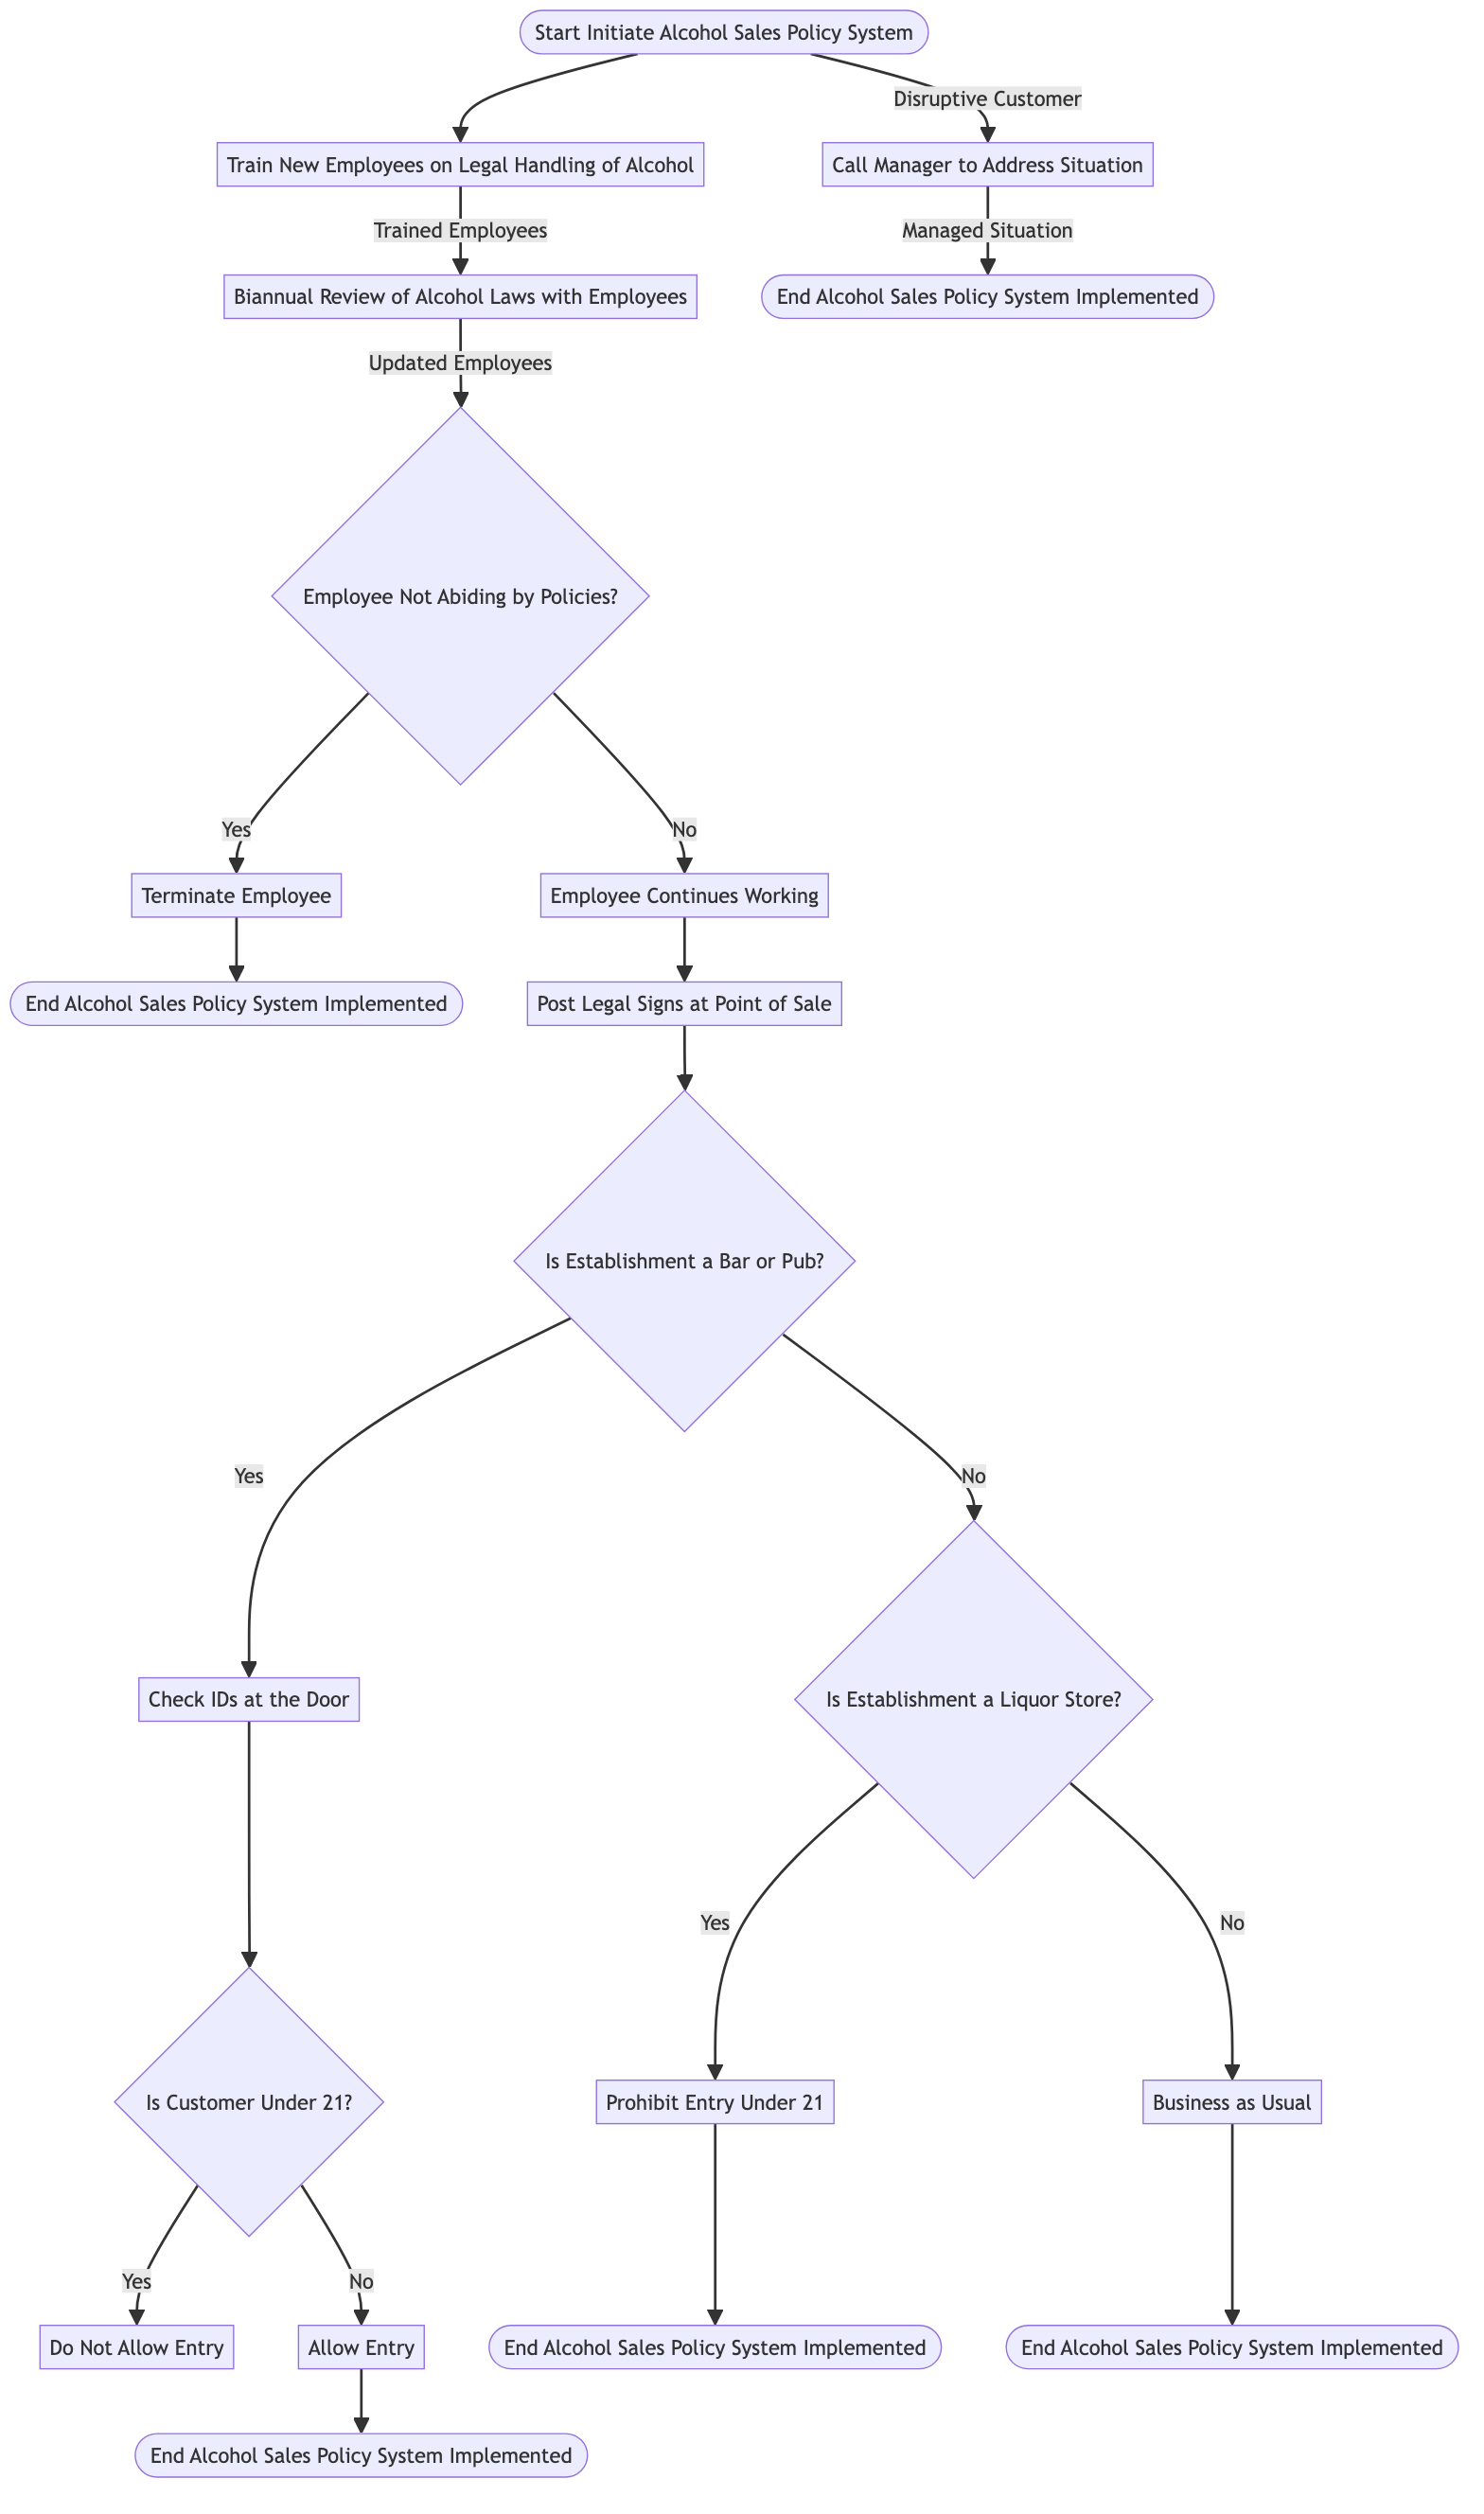 Start Initiate Alcohol Sales Policy System
Disruptive Customer
Train New Employees on Legal Handling of Alcohol
Call Manager to Address Situation
Trained Employees
Managed Situation
Biannual Review of Alcohol Laws with Employees
End Alcohol Sales Policy System Implemented
Updated Employees
Employee Not Abiding by Policies?
Yes
No
Terminate Employee
Employee Continues Working
End Alcohol Sales Policy System Implemented
Post Legal Signs at Point of Sale
Is Establishment a Bar or Pub?
Yes
No
Check IDs at the Door
Is Establishment a Liquor Store?
Yes
No
Is Customer Under 21?
Prohibit Entry Under 21
Business as Usual
Yes
No
Do Not Allow Entry
Allow Entry
End Alcohol Sales Policy System Implemented
End Alcohol Sales Policy System Implemented
End Alcohol Sales Policy System Implemented